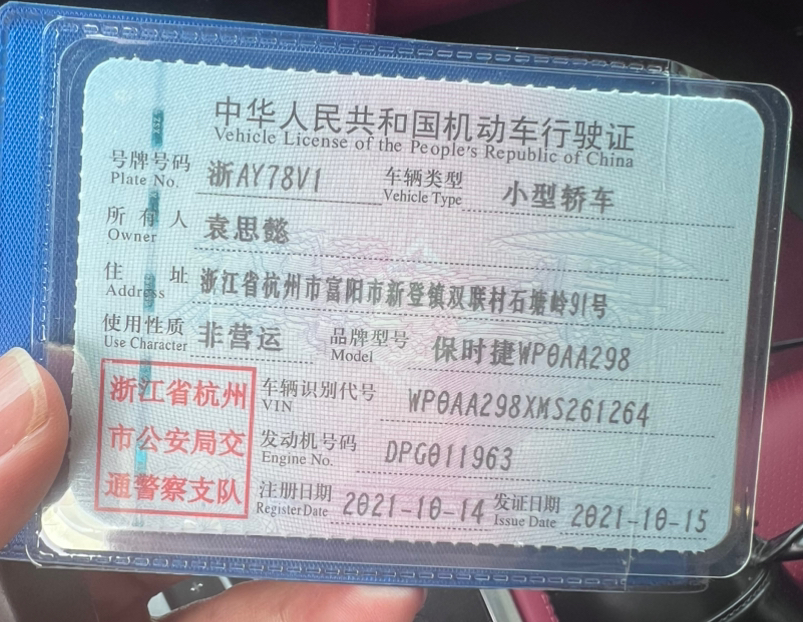 中华人民共和国机动车行驶证
Vehicle License of the People's Republic of China
号牌号码 浙AY78V1 车辆类型 小型轿车
Plate No. Vehicle Type
所有人 袁思懿
Owner
住址 浙江省杭州市富阳市新登镇双联村石塘岭91号
Address
使用性质 非营运 品牌型号 保时捷WP0AA298
Use Character Model
浙江省杭州
市公安局交
通警察支队
车辆识别代号 WP0AA298XMS261264
VIN
发动机号码 DPG011963
Engine No.
注册日期 2021-10-14 发证日期 2021-10-15
Register Date Issue Date